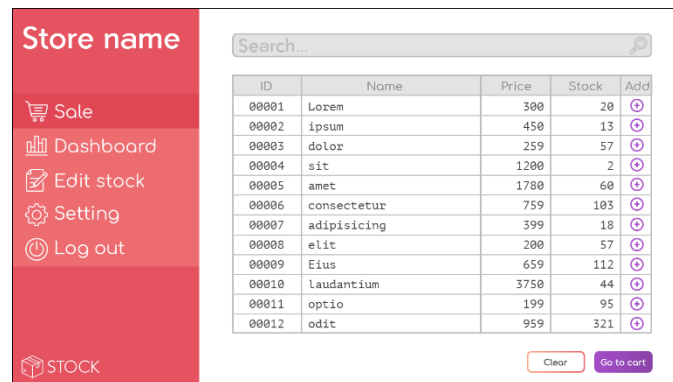 Store name
Sale
Dashboard
Edit stock
Setting
Log out
STOCK
Search...
ID Name Price Stock Add
00001 Lorem 300 20
00002 ipsum 450 13
00003 dolor 259 57
00004 sit 1200 2
00005 amet 1780 60
00006 consectetur 759 103
00007 adipisicing 399 18
00008 elit 200 57
00009 Eius 659 112
00010 laudantium 3750 44
00011 optio 199 95
00012 odit 959 321
Clear Go to cart